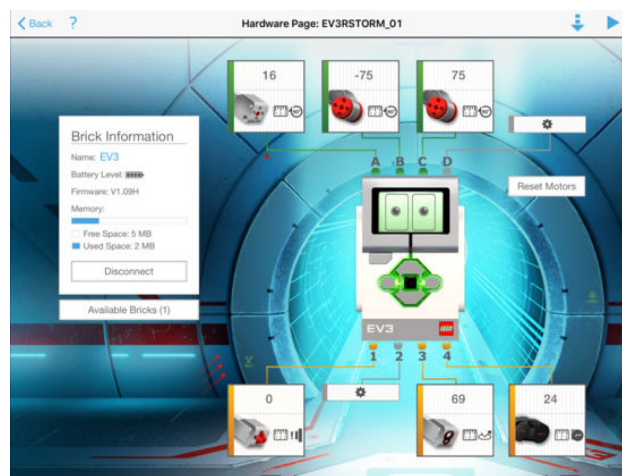 Back ? Hardware Page: EV3RSTORM_01
16 -75 75
Brick Information
Name: EV3
Battery Level:
Firmware: V1.09H
Memory:
Free Space: 5 MB
Used Space: 2 MB
Disconnect
Available Bricks (1)
A B C D
Reset Motors
EV3
1 2 3 4
0 69 24